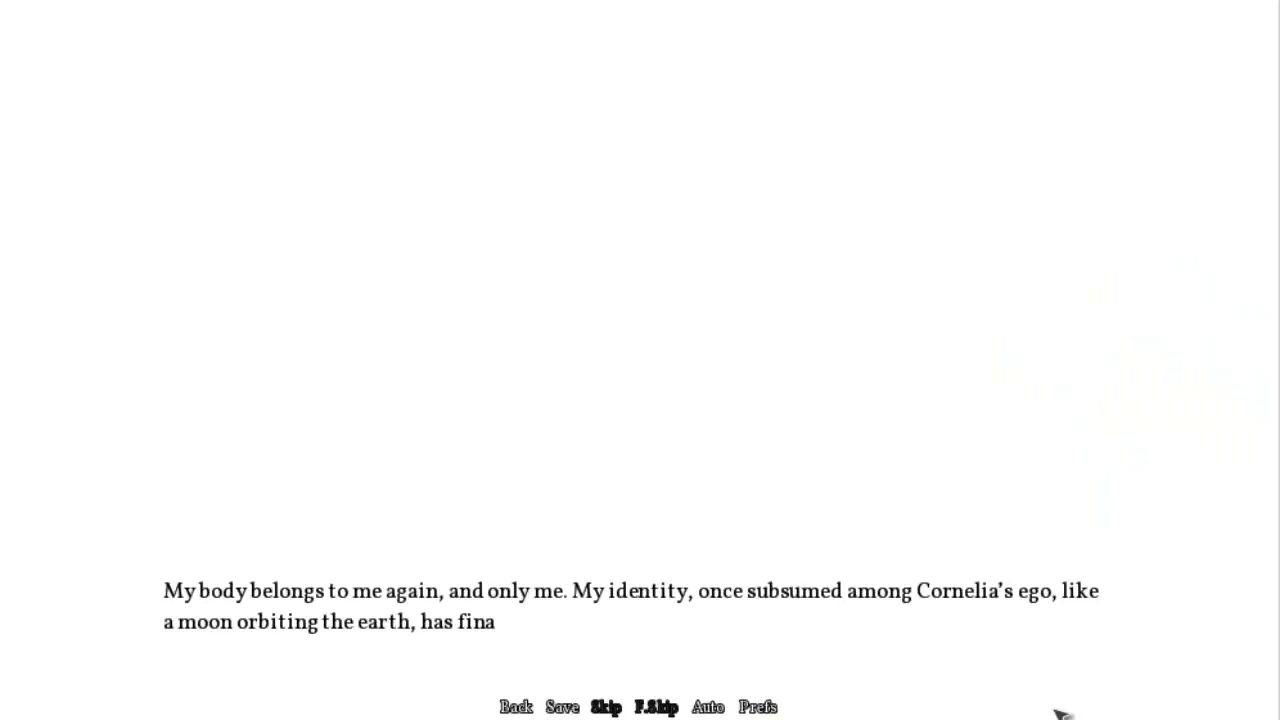 My body belongs to me again, and only me. My identity, once subsumed among Cornelia's ego, like
a moon orbiting the earth, has fina
Back Save Skip F.Skip Auto Prefs